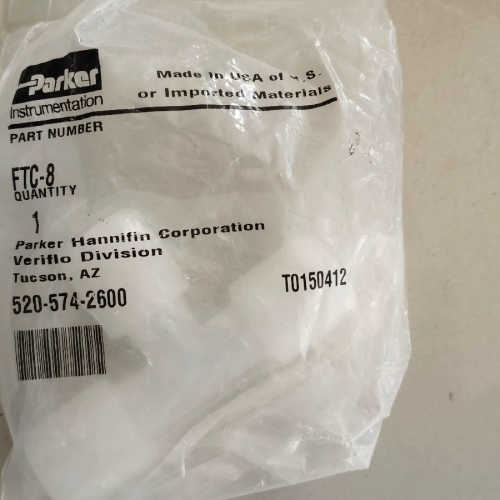 Parker
Instrumentation
Made in USA of U.S.
or Imported Materials
PART NUMBER
FTC-8
QUANTITY
1
Parker Hannifin Corporation
Veriflo Division
Tucson, AZ
520-574-2600
T0150412